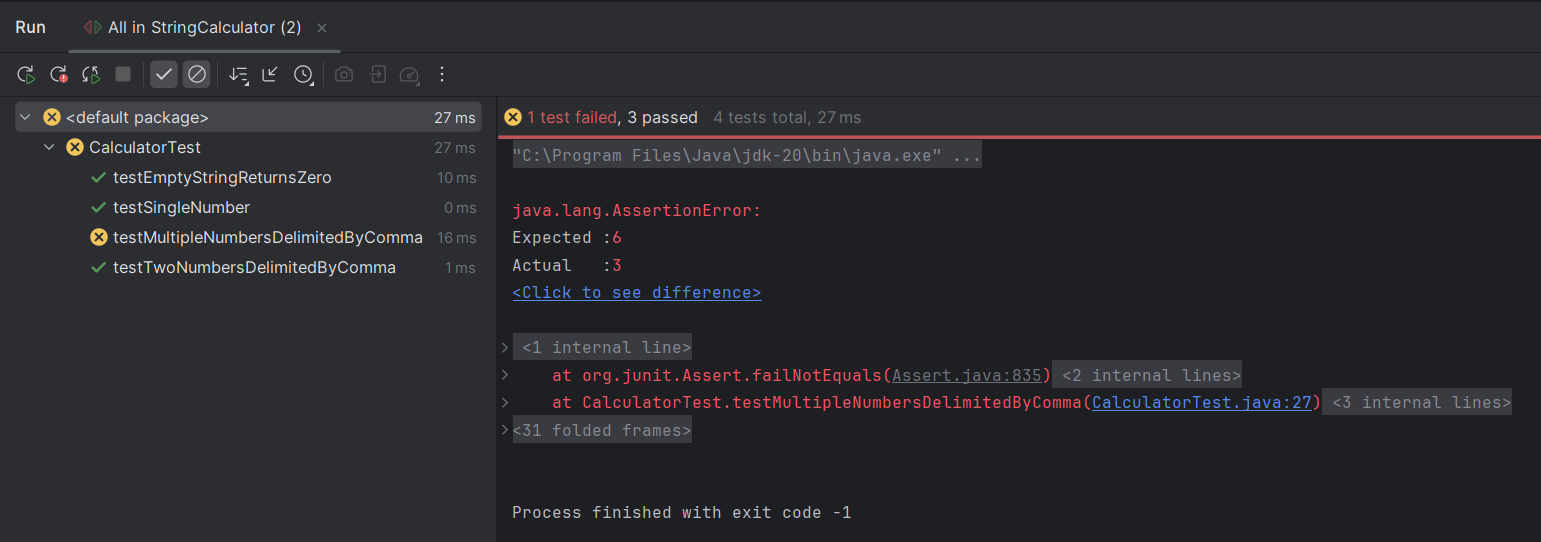 Run All in StringCalculator (2) ×
<default package> 27 ms
CalculatorTest 27 ms
testEmptyStringReturnsZero 10 ms
testSingleNumber 0 ms
testMultipleNumbersDelimitedByComma 16 ms
testTwoNumbersDelimitedByComma 1 ms
1 test failed, 3 passed 4 tests total, 27 ms
"C:\Program Files\Java\jdk-20\bin\java.exe" ...
java.lang.AssertionError:
Expected :6
Actual :3
<Click to see difference>
<1 internal line>
at org.junit.Assert.failNotEquals(Assert.java:835) <2 internal lines>
at CalculatorTest.testMultipleNumbersDelimitedByComma(CalculatorTest.java:27) <3 internal lines>
<31 folded frames>
Process finished with exit code -1